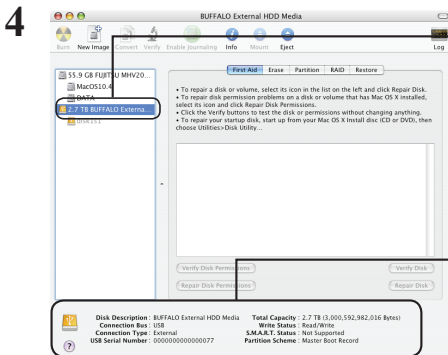 4
BUFFALO External HDD Media
Burn New Image Convert Verify Enable Journaling Info Mount Eject Log
55.9 GB FUJITSU MHV20...
MacOS10.4
DATA
2.7 TB BUFFALO Externa...
disk1s1
First Aid Erase Partition RAID Restore
• To repair a disk or volume, select its icon in the list on the left and click Repair Disk.
• To repair disk permission problems on a disk or volume that has Mac OS X installed,
select its icon and click Repair Disk Permissions.
• Click the Verify buttons to test the disk or permissions without changing anything.
• To repair your startup disk, start up from your Mac OS X Install disc (CD or DVD), then
choose Utilities>Disk Utility...
Verify Disk Permissions Verify Disk
Repair Disk Permissions Repair Disk
Disk Description : BUFFALO External HDD Media Total Capacity : 2.7 TB (3,000,592,982,016 Bytes)
Connection Bus : USB Write Status : Read/Write
Connection Type : External S.M.A.R.T. Status : Not Supported
USB Serial Number : 0000000000000077 Partition Scheme : Master Boot Record
?